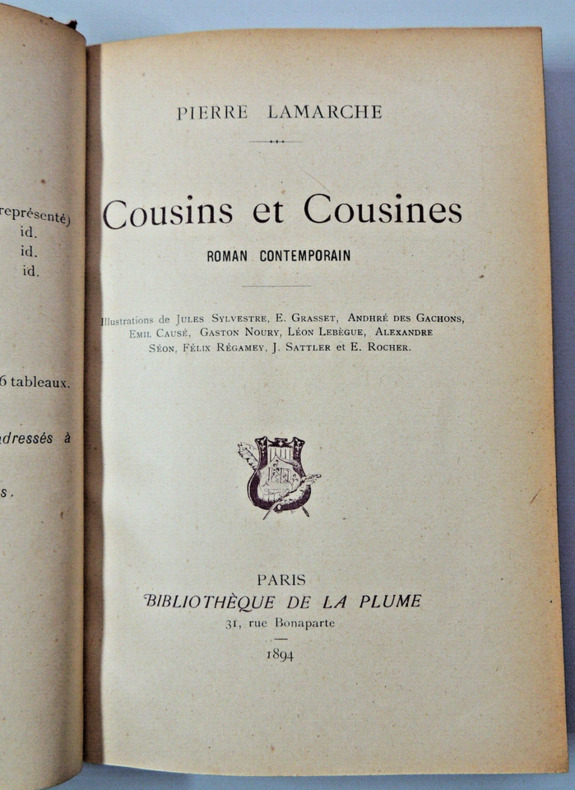 représenté)
id.
id.
id.
6 tableaux.
adressés à
s.
PIERRE LAMARCHE
Cousins et Cousines
ROMAN CONTEMPORAIN
Illustrations de Jules Sylvestre, E. Grasset, Andhré des Gachons,
Emil Causé, Gaston Noury, Léon Lebègue, Alexandre
Séon, Félix Régamey, J. Sattler et E. Rocher.
PARIS
BIBLIOTHÈQUE DE LA PLUME
31, rue Bonaparte
1894